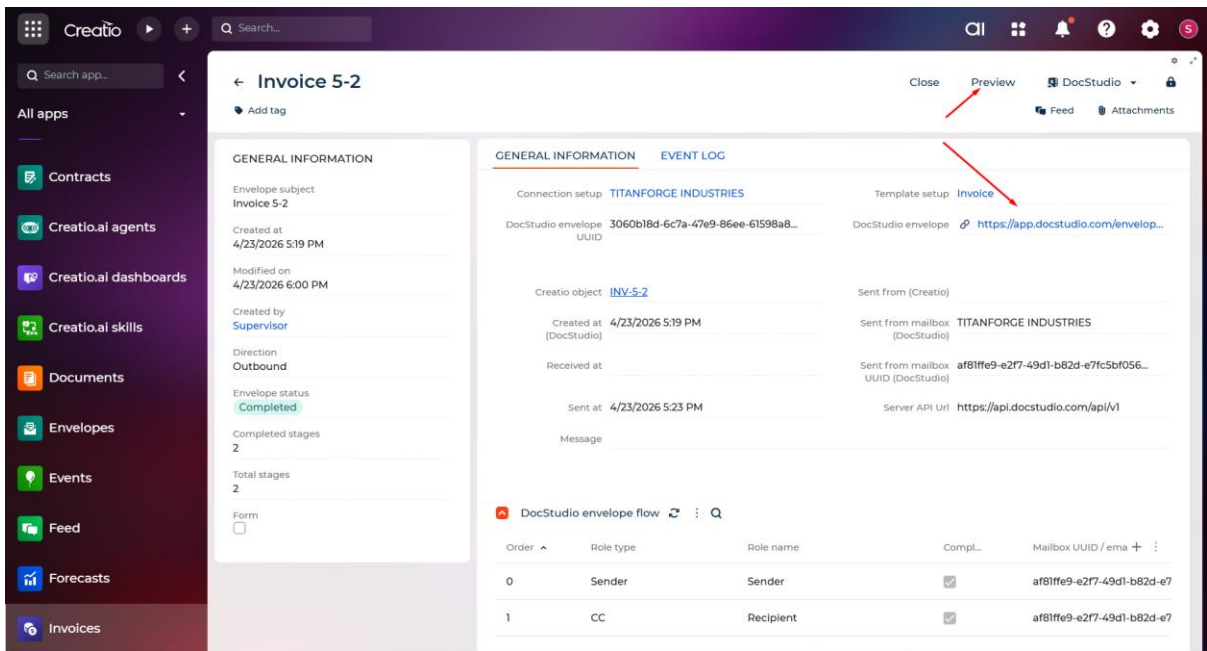 Creatio
Search...
ai
S
Search app...
All apps
Contracts
Creatio.ai agents
Creatio.ai dashboards
Creatio.ai skills
Documents
Envelopes
Events
Feed
Forecasts
Invoices
← Invoice 5-2
Close Preview DocStudio
Add tag
Feed Attachments
GENERAL INFORMATION
Envelope subject
Invoice 5-2
Created at
4/23/2026 5:19 PM
Modified on
4/23/2026 6:00 PM
Created by
Supervisor
Direction
Outbound
Envelope status
Completed
Completed stages
2
Total stages
2
Form
GENERAL INFORMATION EVENT LOG
Connection setup TITANFORGE INDUSTRIES
Template setup Invoice
DocStudio envelope UUID 3060b18d-6c7a-47e9-86ee-61598a8...
DocStudio envelope https://app.docstudio.com/envelop...
Creatio object INV-5-2
Sent from (Creatio)
Created at (DocStudio) 4/23/2026 5:19 PM
Sent from mailbox (DocStudio) TITANFORGE INDUSTRIES
Received at
Sent from mailbox UUID (DocStudio) af81ffe9-e2f7-49d1-b82d-e7fc5bf056...
Sent at 4/23/2026 5:23 PM
Server API Url https://api.docstudio.com/api/v1
Message
DocStudio envelope flow
Order Role type Role name Compl... Mailbox UUID / ema
0 Sender Sender af81ffe9-e2f7-49d1-b82d-e7
1 CC Recipient af81ffe9-e2f7-49d1-b82d-e7